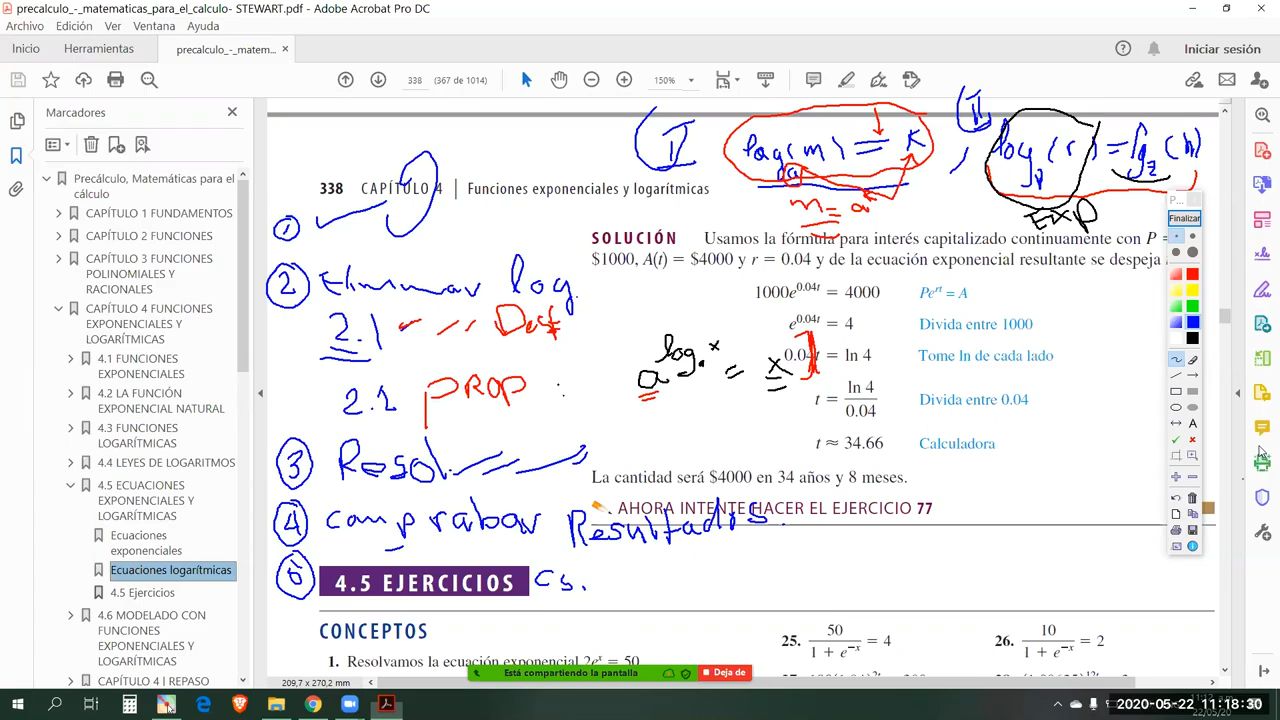 precalculo_-_matematicas_para_el_calculo- STEWART.pdf - Adobe Acrobat Pro DC
Archivo Edición Ver Ventana Ayuda
Inicio Herramientas precalculo_-_matem... × Iniciar sesión
338 (367 de 1014) 150%
Marcadores
Precálculo, Matemáticas para el cálculo
CAPÍTULO 1 FUNDAMENTOS
CAPÍTULO 2 FUNCIONES
CAPÍTULO 3 FUNCIONES POLINOMIALES Y RACIONALES
CAPÍTULO 4 FUNCIONES EXPONENCIALES Y LOGARÍTMICAS
4.1 FUNCIONES EXPONENCIALES
4.2 LA FUNCIÓN EXPONENCIAL NATURAL
4.3 FUNCIONES LOGARÍTMICAS
4.4 LEYES DE LOGARITMOS
4.5 ECUACIONES EXPONENCIALES Y LOGARÍTMICAS
Ecuaciones exponenciales
Ecuaciones logarítmicas
4.5 Ejercicios
4.6 MODELADO CON FUNCIONES EXPONENCIALES Y LOGARÍTMICAS
CAPÍTULO 4 | REPASO
209,7 x 270,2 mm
338 CAPÍTULO 4 | Funciones exponenciales y logarítmicas
I log a (m) = K , II log p (r) = log z (h)
m = a^K
EXP
SOLUCIÓN Usamos la fórmula para interés capitalizado continuamente con P =
$1000, A(t) = $4000 y r = 0.04 y de la ecuación exponencial resultante se despeja
1000e^0.04t = 4000 Pe^rt = A
e^0.04t = 4 Divida entre 1000
0.04t = ln 4 Tome ln de cada lado
t = ln 4 / 0.04 Divida entre 0.04
t ≈ 34.66 Calculadora
La cantidad será $4000 en 34 años y 8 meses.
AHORA INTENTE HACER EL EJERCICIO 77
1
2 Eliminar log.
2.1 Def
2.2 PROP : a^log a x = x
3 Resol
4 comprobar Resultados.
5 Cs.
4.5 EJERCICIOS
CONCEPTOS
1. Resolvamos la ecuación exponencial 2e^x = 50
25. 50 / 1 + e^-x = 4
26. 10 / 1 + e^-x = 2
P...
Finalizar
Está compartiendo la pantalla
Deja de
2020-05-22 11:18:30